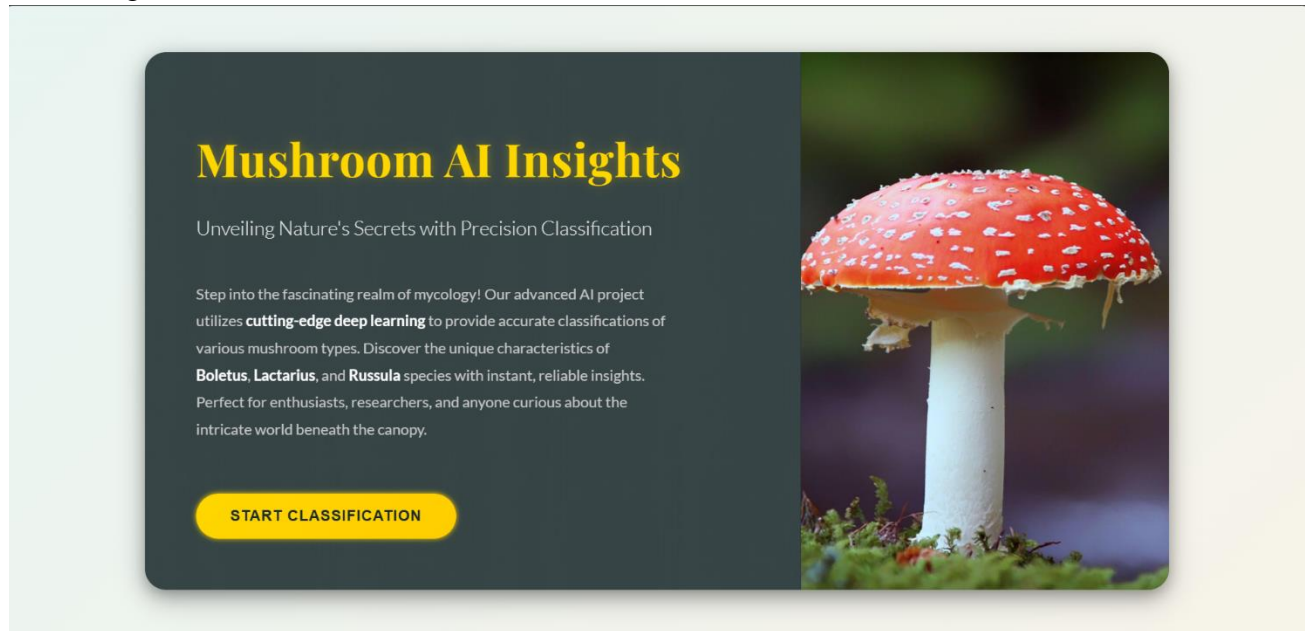 Mushroom AI Insights
Unveiling Nature's Secrets with Precision Classification
Step into the fascinating realm of mycology! Our advanced AI project
utilizes cutting-edge deep learning to provide accurate classifications of
various mushroom types. Discover the unique characteristics of
Boletus, Lactarius, and Russula species with instant, reliable insights.
Perfect for enthusiasts, researchers, and anyone curious about the
intricate world beneath the canopy.
START CLASSIFICATION